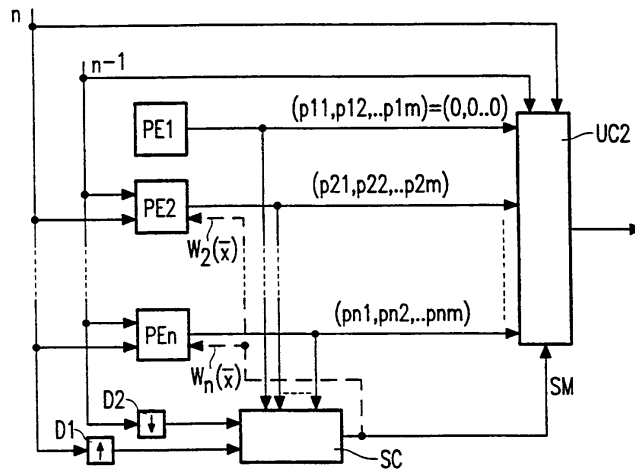 n
n-1
PE1
(p11,p12,..p1m)=(0,0..0)
UC2
PE2
(p21,p22,..p2m)
W2(x̅)
PEn
(pn1,pn2,..pnm)
Wn(x̅)
SM
D2
D1
SC